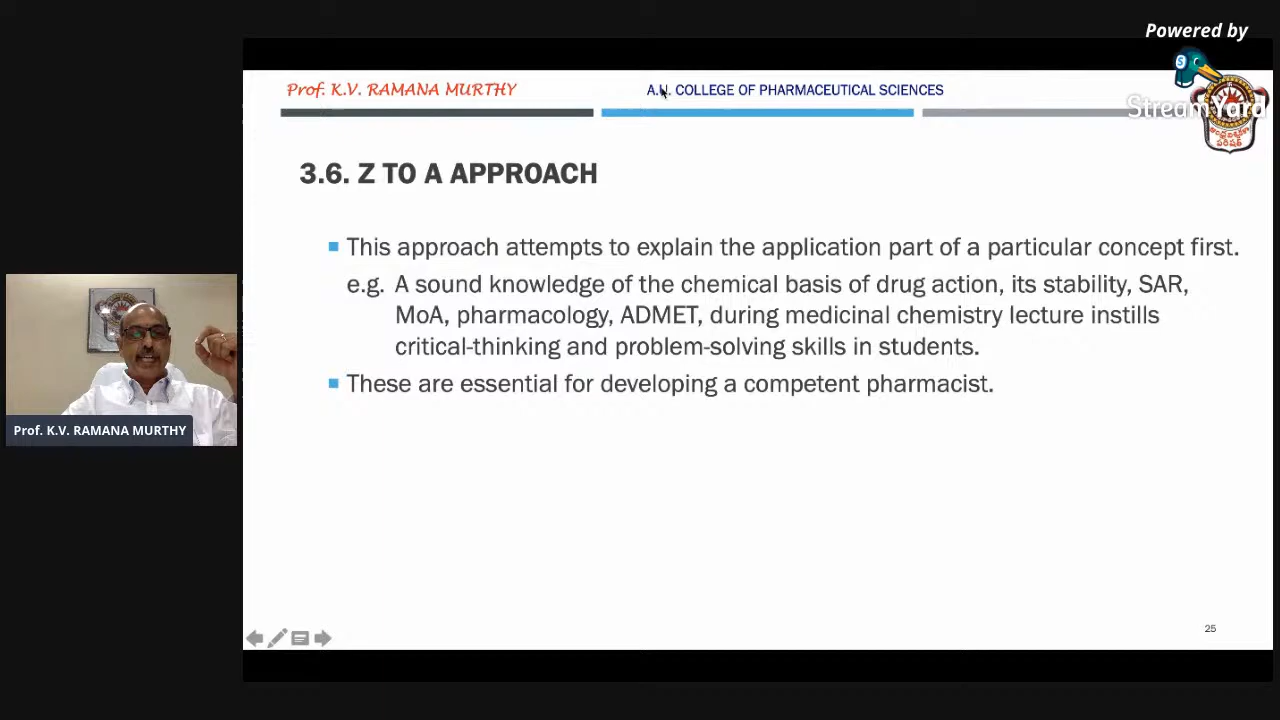 Powered by
Prof. K.V. RAMANA MURTHY
A.U. COLLEGE OF PHARMACEUTICAL SCIENCES
StreamYard
3.6. Z TO A APPROACH
This approach attempts to explain the application part of a particular concept first.
e.g. A sound knowledge of the chemical basis of drug action, its stability, SAR,
MoA, pharmacology, ADMET, during medicinal chemistry lecture instills
critical-thinking and problem-solving skills in students.
These are essential for developing a competent pharmacist.
Prof. K.V. RAMANA MURTHY
25